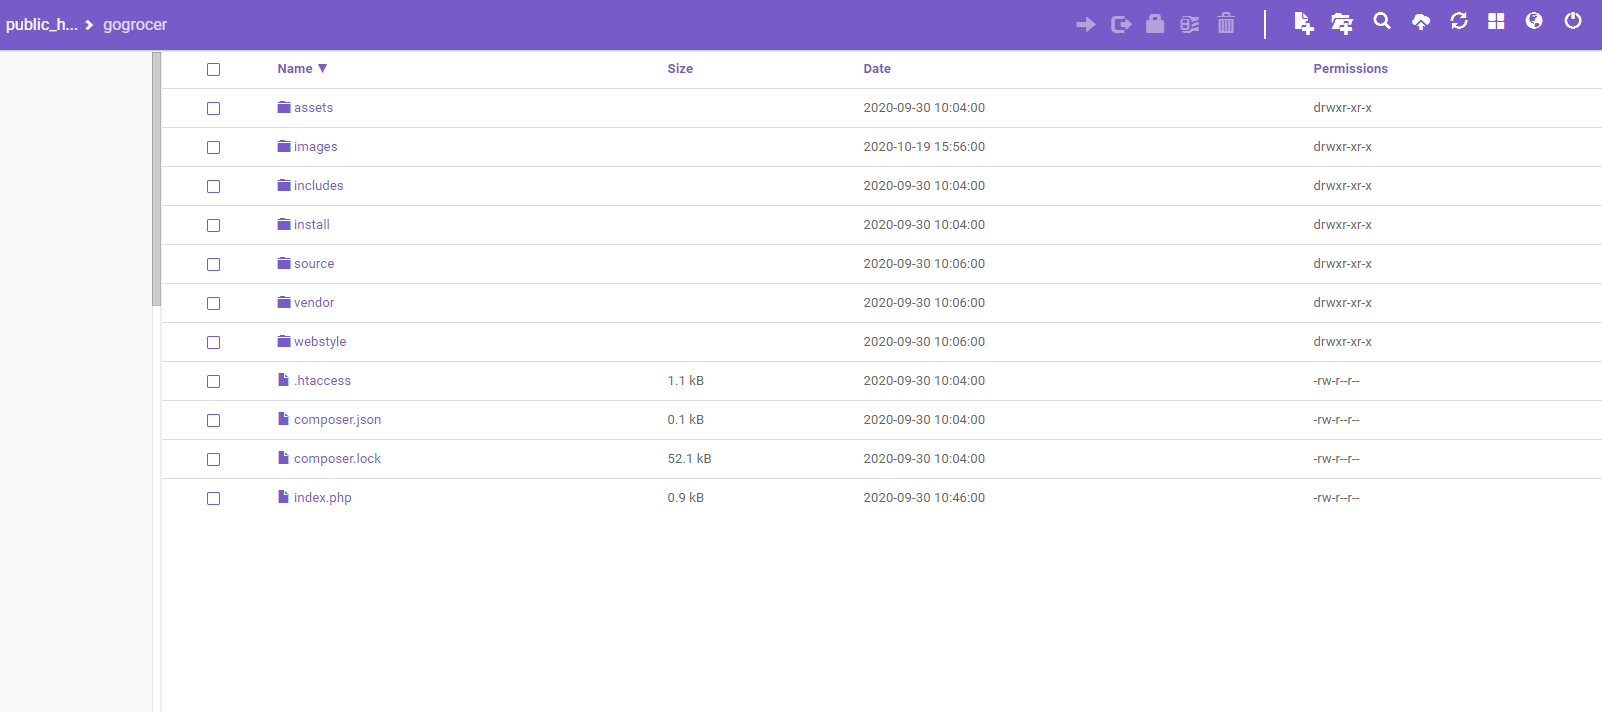 public_h... gogrocer
Name Size Date Permissions
assets 2020-09-30 10:04:00 drwxr-xr-x
images 2020-10-19 15:56:00 drwxr-xr-x
includes 2020-09-30 10:04:00 drwxr-xr-x
install 2020-09-30 10:04:00 drwxr-xr-x
source 2020-09-30 10:06:00 drwxr-xr-x
vendor 2020-09-30 10:06:00 drwxr-xr-x
webstyle 2020-09-30 10:06:00 drwxr-xr-x
.htaccess 1.1 kB 2020-09-30 10:04:00 -rw-r--r--
composer.json 0.1 kB 2020-09-30 10:04:00 -rw-r--r--
composer.lock 52.1 kB 2020-09-30 10:04:00 -rw-r--r--
index.php 0.9 kB 2020-09-30 10:46:00 -rw-r--r--